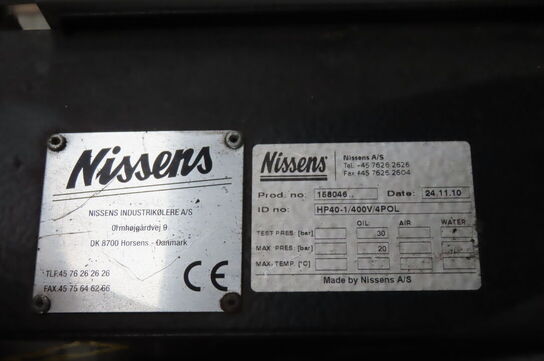 Nissens
NISSENS INDUSTRIKØLERE A/S
Ormhøjgårdvej 9
DK 8700 Horsens - Danmark
TLF.45 76 26 26 26
FAX.45 75 64 62 66
CE
Nissens®
Nissens A/S
Tel. +45 7626 2626
Fax +45 7626 2604
Prod. no: 158046 Date: 24.11.10
ID no: HP40-1/400V/4POL
OIL AIR WATER
TEST PRES. [bar] 30
MAX. PRES. [bar] 20
MAX. TEMP. [°C]
Made by Nissens A/S